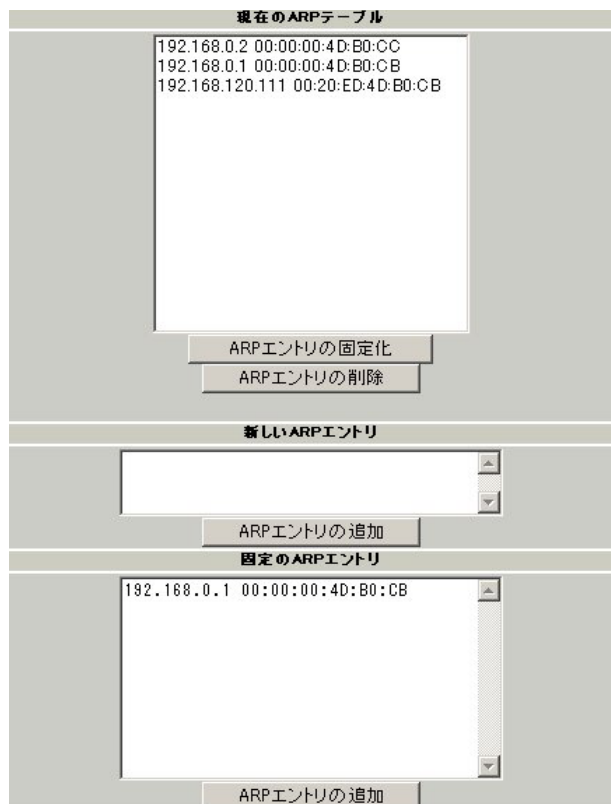 現在のARPテーブル
192.168.0.2 00:00:00:4D:B0:CC
192.168.0.1 00:00:00:4D:B0:CB
192.168.120.111 00:20:ED:4D:B0:CB
ARPエントリの固定化
ARPエントリの削除
新しいARPエントリ
ARPエントリの追加
固定のARPエントリ
192.168.0.1 00:00:00:4D:B0:CB
ARPエントリの追加